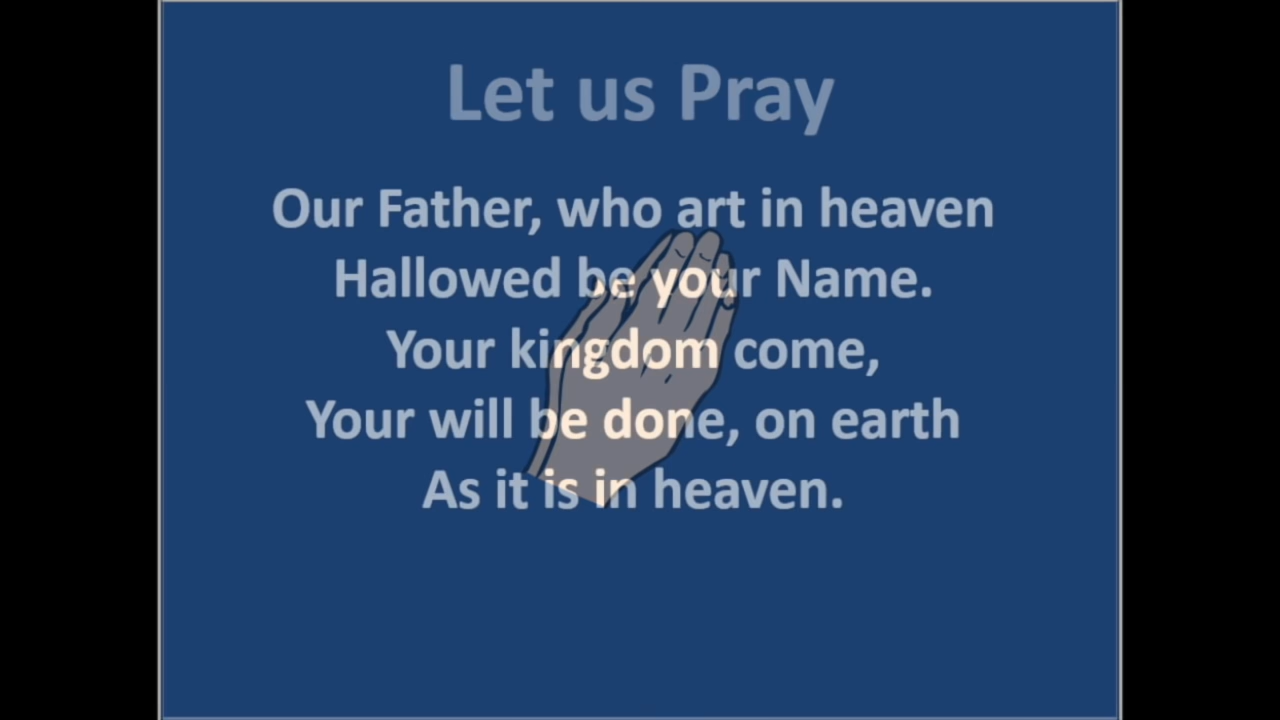 Let us Pray
Our Father, who art in heaven
Hallowed be your Name.
Your kingdom come,
Your will be done, on earth
As it is in heaven.